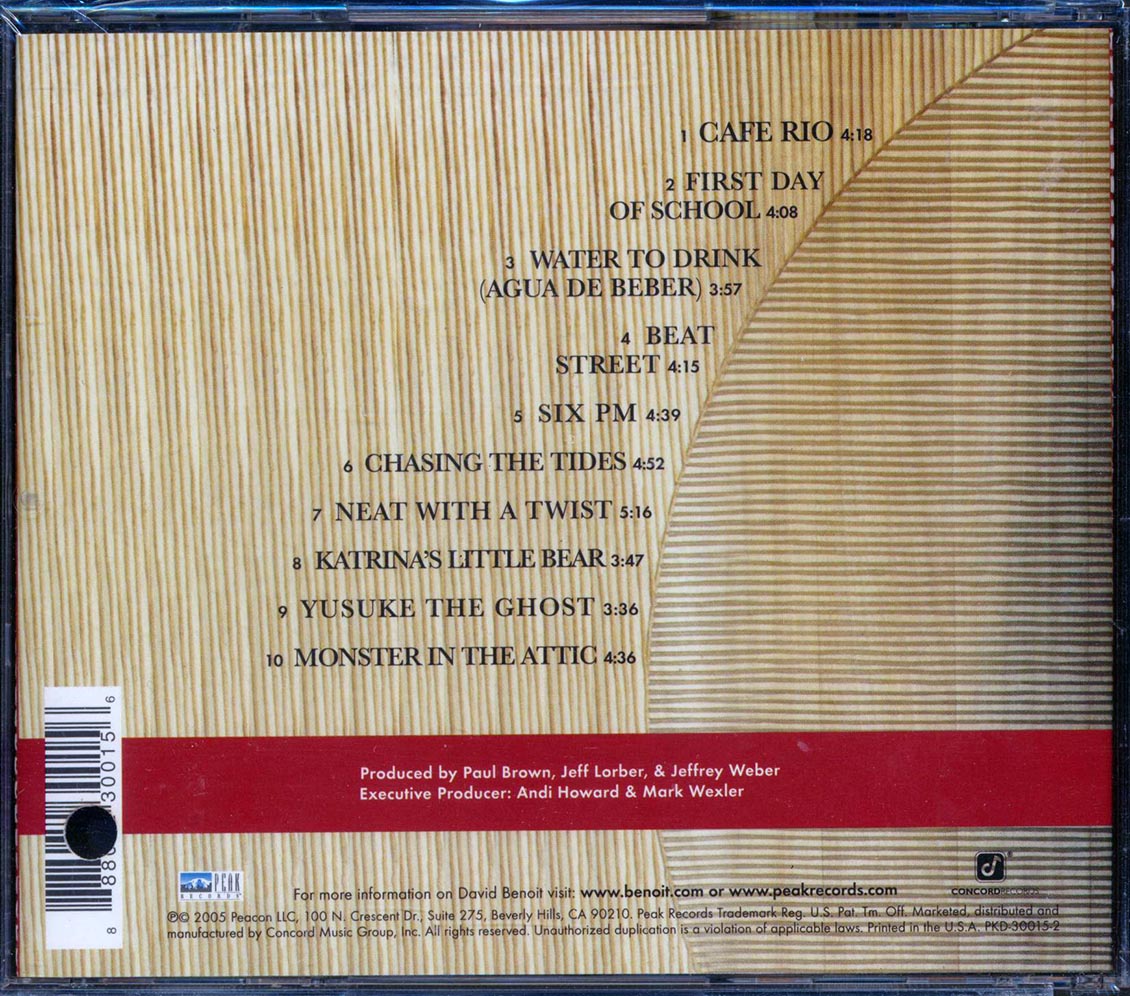 1 CAFE RIO 4:18
2 FIRST DAY
OF SCHOOL 4:08
3 WATER TO DRINK
(AGUA DE BEBER) 3:57
4 BEAT
STREET 4:15
5 SIX PM 4:39
6 CHASING THE TIDES 4:52
7 NEAT WITH A TWIST 5:16
8 KATRINA'S LITTLE BEAR 3:47
9 YUSUKE THE GHOST 3:36
10 MONSTER IN THE ATTIC 4:36
Produced by Paul Brown, Jeff Lorber, & Jeffrey Weber
Executive Producer: Andi Howard & Mark Wexler
PEAK
RECORDS
For more information on David Benoit visit: www.benoit.com or www.peakrecords.com
CONCORDRECORDS
℗© 2005 Peacon LLC, 100 N. Crescent Dr., Suite 275, Beverly Hills, CA 90210. Peak Records Trademark Reg. U.S. Pat. Tm. Off. Marketed, distributed and
manufactured by Concord Music Group, Inc. All rights reserved. Unauthorized duplication is a violation of applicable laws. Printed in the U.S.A. PKD-30015-2